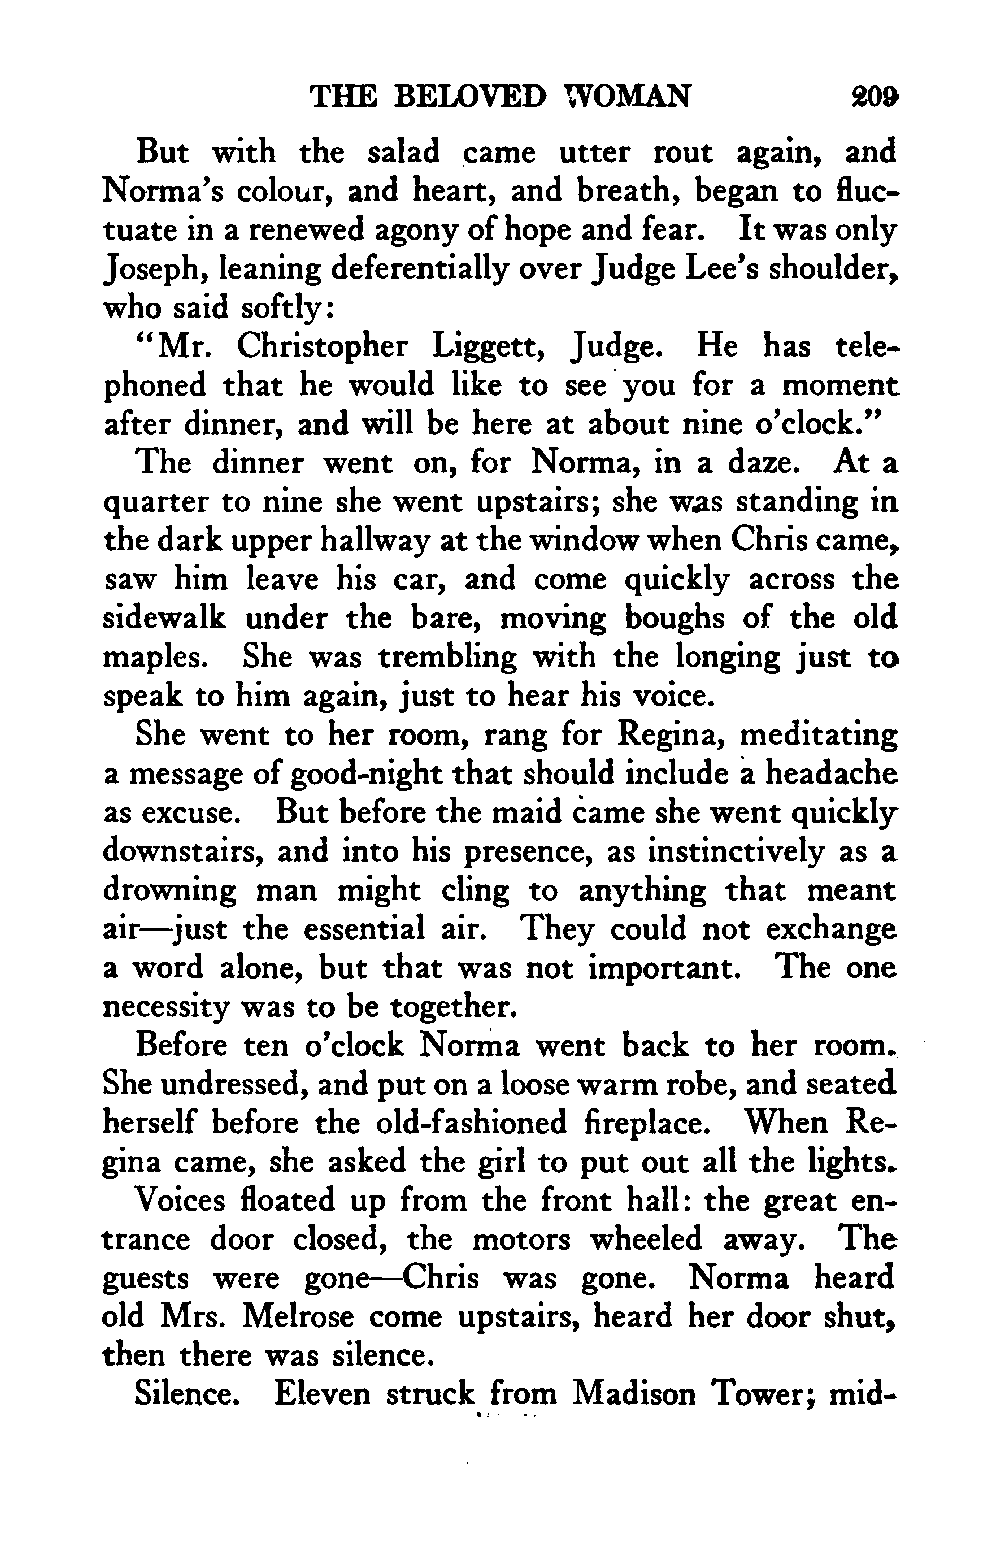 THE BELOVED WOMAN 209
But with the salad came utter rout again, and
Norma's colour, and heart, and breath, began to fluc-
tuate in a renewed agony of hope and fear. It was only
Joseph, leaning deferentially over Judge Lee's shoulder,
who said softly:
"Mr. Christopher Liggett, Judge. He has tele-
phoned that he would like to see you for a moment
after dinner, and will be here at about nine o'clock."
The dinner went on, for Norma, in a daze. At a
quarter to nine she went upstairs; she was standing in
the dark upper hallway at the window when Chris came,
saw him leave his car, and come quickly across the
sidewalk under the bare, moving boughs of the old
maples. She was trembling with the longing just to
speak to him again, just to hear his voice.
She went to her room, rang for Regina, meditating
a message of good-night that should include a headache
as excuse. But before the maid came she went quickly
downstairs, and into his presence, as instinctively as a
drowning man might cling to anything that meant
air—just the essential air. They could not exchange
a word alone, but that was not important. The one
necessity was to be together.
Before ten o'clock Norma went back to her room.
She undressed, and put on a loose warm robe, and seated
herself before the old-fashioned fireplace. When Re-
gina came, she asked the girl to put out all the lights.
Voices floated up from the front hall: the great en-
trance door closed, the motors wheeled away. The
guests were gone—Chris was gone. Norma heard
old Mrs. Melrose come upstairs, heard her door shut,
then there was silence.
Silence. Eleven struck from Madison Tower; mid-